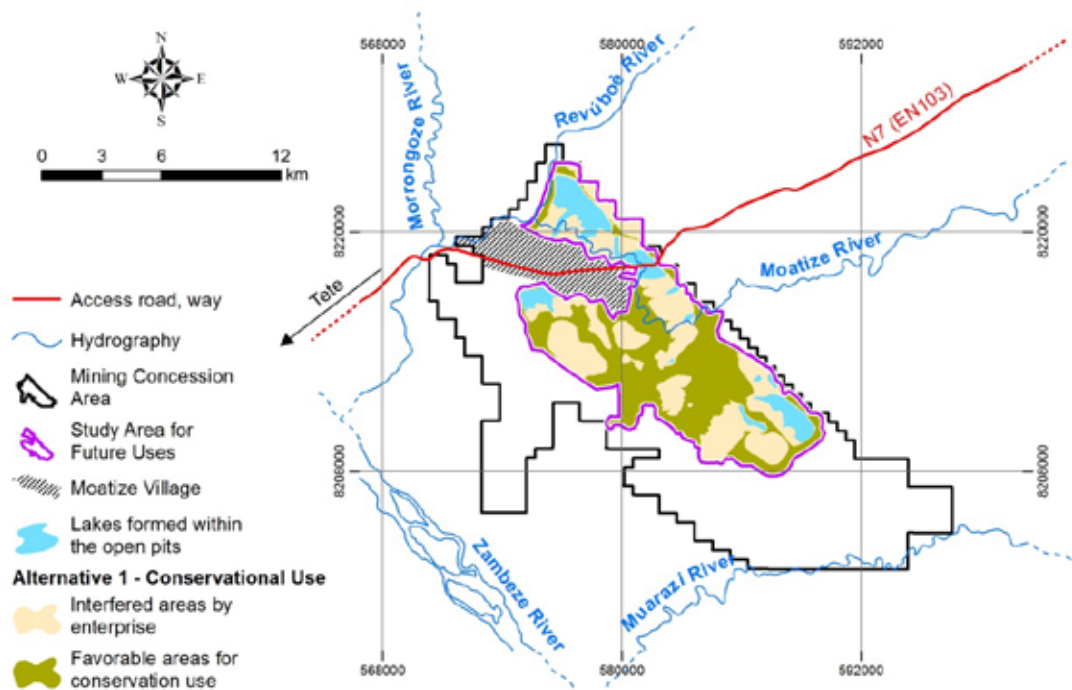 N
W
E
S
0
3
6
12
km
568000
580000
592000
Morrongoze River
Revúboè River
N7 (EN103)
8220000
8220000
Moatize River
Tete
8208000
8208000
Zambeze River
Muarazi River
568000
580000
592000
Access road, way
Hydrography
Mining Concession
Area
Study Area for
Future Uses
Moatize Village
Lakes formed within
the open pits
Alternative 1 - Conservational Use
Interfered areas by
enterprise
Favorable areas for
conservation use